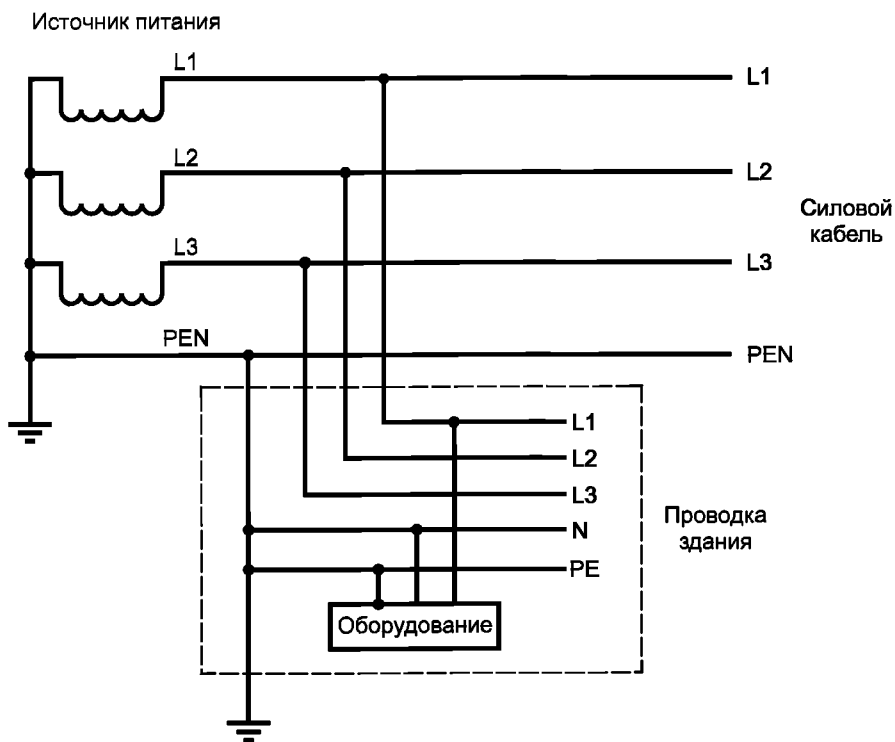 Источник питания
L1
L1
L2
L2
Силовой
кабель
L3
L3
PEN
PEN
L1
L2
L3
N
Проводка
здания
PE
Оборудование